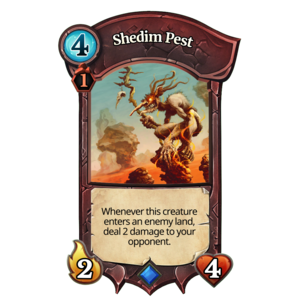 4
Shedim Pest
1
Whenever this creature
enters an enemy land,
deal 2 damage to your
opponent.
2
4